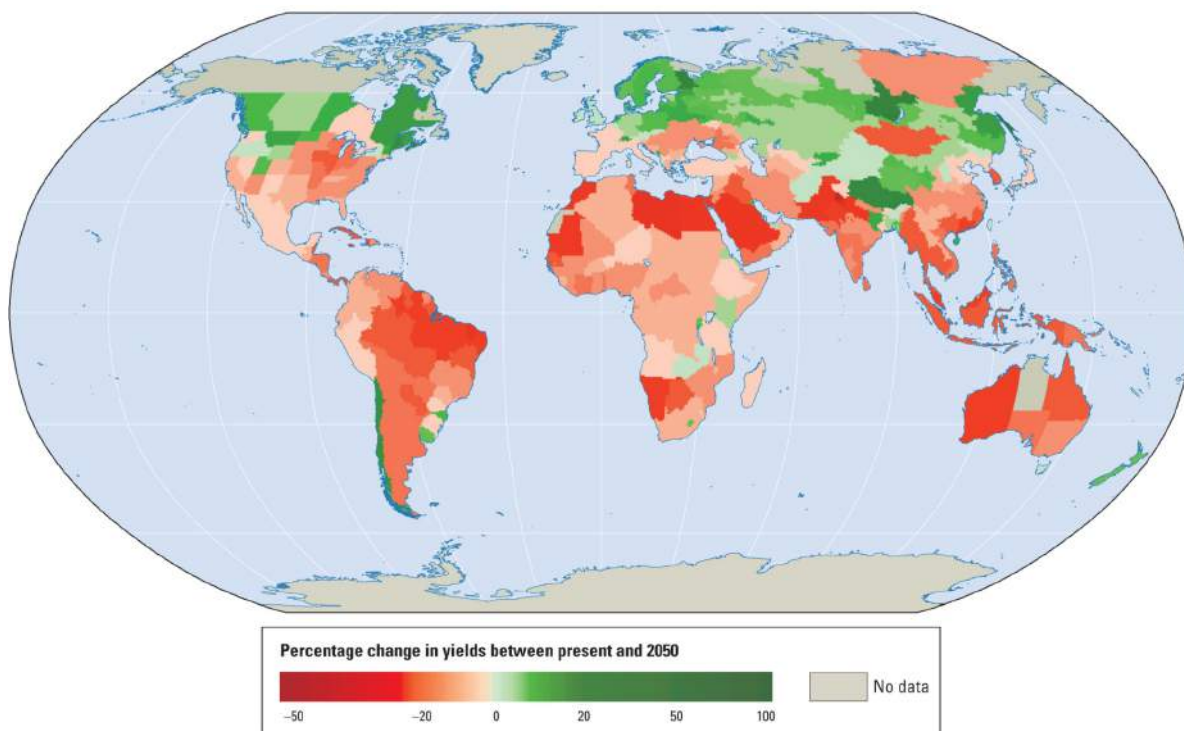 Percentage change in yields between present and 2050
No data
–50 –20 0 20 50 100